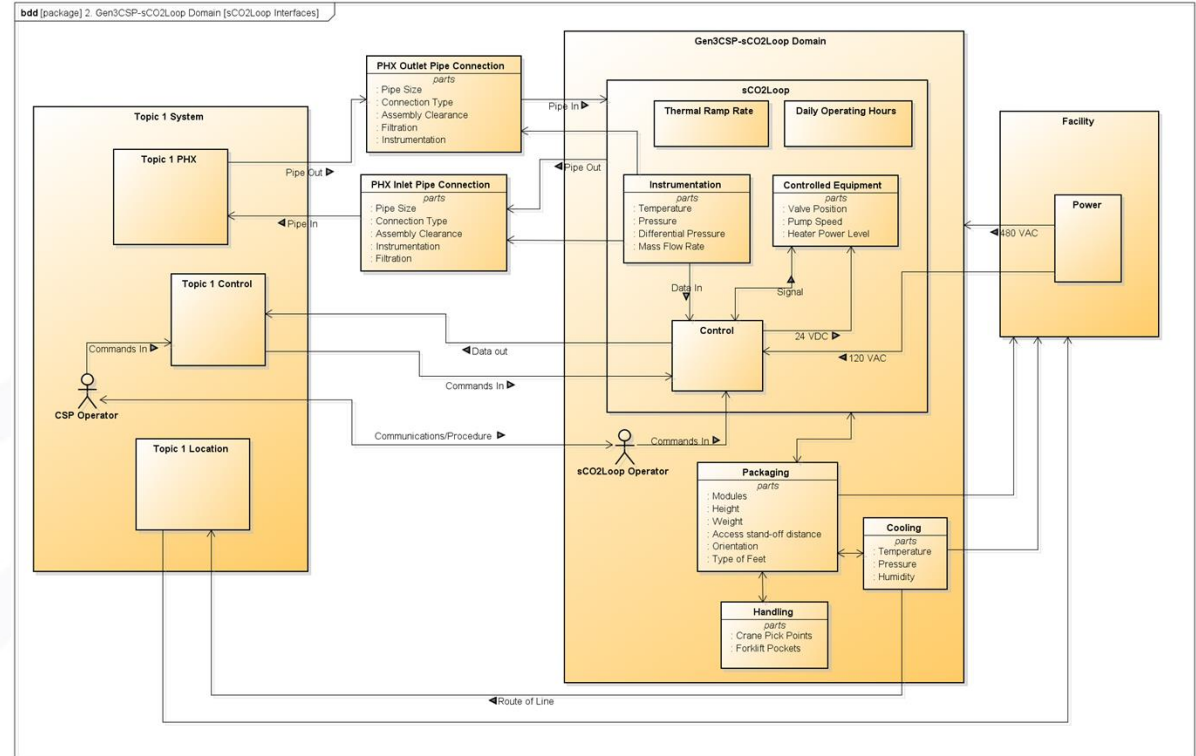 bdd [package] 2. Gen3CSP-sCO2Loop Domain [sCO2Loop Interfaces]
Topic 1 System
Topic 1 PHX
Pipe Out ▶
◀Pipe In
Topic 1 Control
Commands In ▶
CSP Operator
Topic 1 Location
PHX Outlet Pipe Connection
parts
: Pipe Size
: Connection Type
: Assembly Clearance
: Filtration
: Instrumentation
PHX Inlet Pipe Connection
parts
: Pipe Size
: Connection Type
: Assembly Clearance
: Instrumentation
: Filtration
Pipe In ▶
◀Pipe Out
◀Data out
Commands In ▶
Communications/Procedure ▶
Gen3CSP-sCO2Loop Domain
sCO2Loop
Thermal Ramp Rate
Daily Operating Hours
Instrumentation
parts
: Temperature
: Pressure
: Differential Pressure
: Mass Flow Rate
Controlled Equipment
parts
: Valve Position
: Pump Speed
: Heater Power Level
Data In
▼
▲
Signal
Control
24 VDC ▶
◀120 VAC
sCO2Loop Operator
Commands In ▶
Packaging
parts
: Modules
: Height
: Weight
: Access stand-off distance
: Orientation
: Type of Feet
Cooling
parts
: Temperature
: Pressure
: Humidity
Handling
parts
: Crane Pick Points
: Forklift Pockets
Facility
Power
◀480 VAC
◀Route of Line